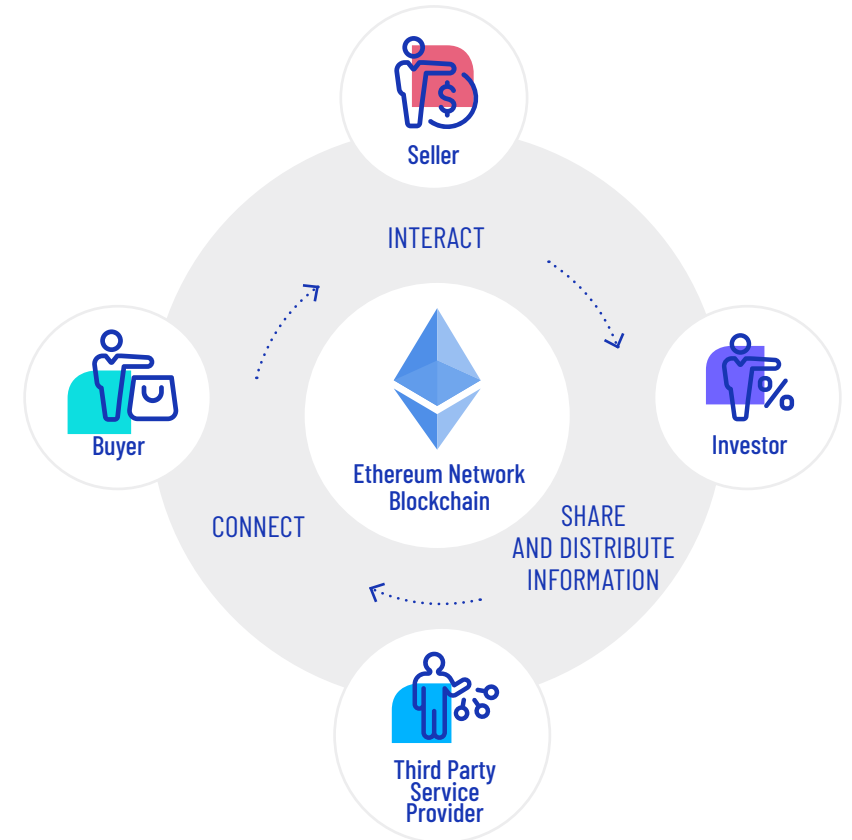 Seller
INTERACT
Buyer
Investor
Ethereum Network
Blockchain
CONNECT
SHARE
AND DISTRIBUTE
INFORMATION
Third Party
Service
Provider